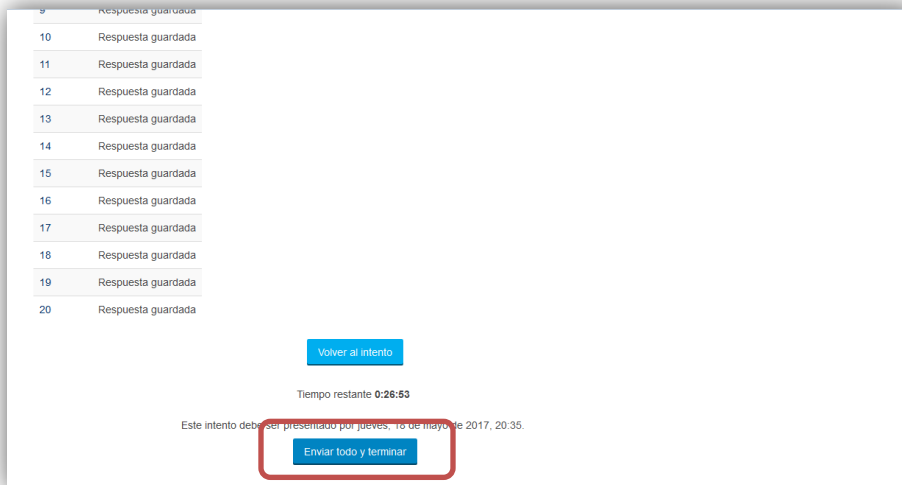 9 Respuesta guardada
10 Respuesta guardada
11 Respuesta guardada
12 Respuesta guardada
13 Respuesta guardada
14 Respuesta guardada
15 Respuesta guardada
16 Respuesta guardada
17 Respuesta guardada
18 Respuesta guardada
19 Respuesta guardada
20 Respuesta guardada
Volver al intento
Tiempo restante 0:26:53
Este intento debe ser presentado por jueves, 18 de mayo de 2017, 20:35.
Enviar todo y terminar